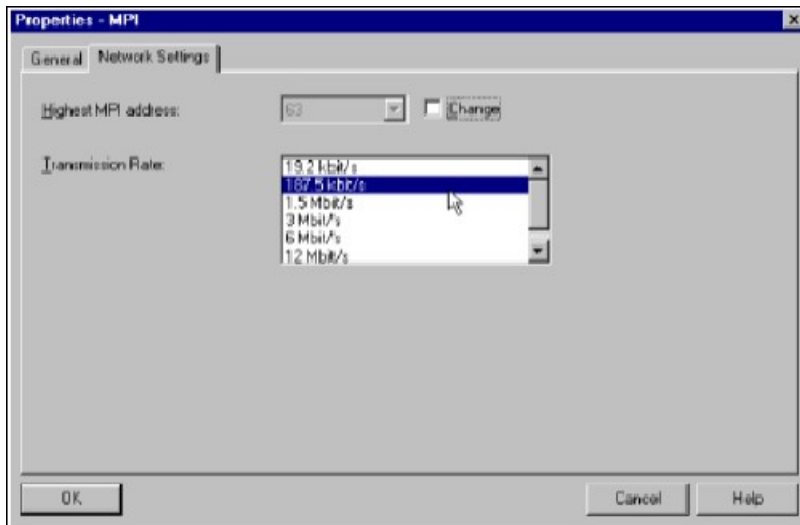 Properties - MPI
General Network Settings
Highest MPI address: 63 Change
Transmission Rate:
19.2 kbit/s
187.5 kbit/s
1.5 Mbit/s
3 Mbit/s
6 Mbit/s
12 Mbit/s
OK Cancel Help